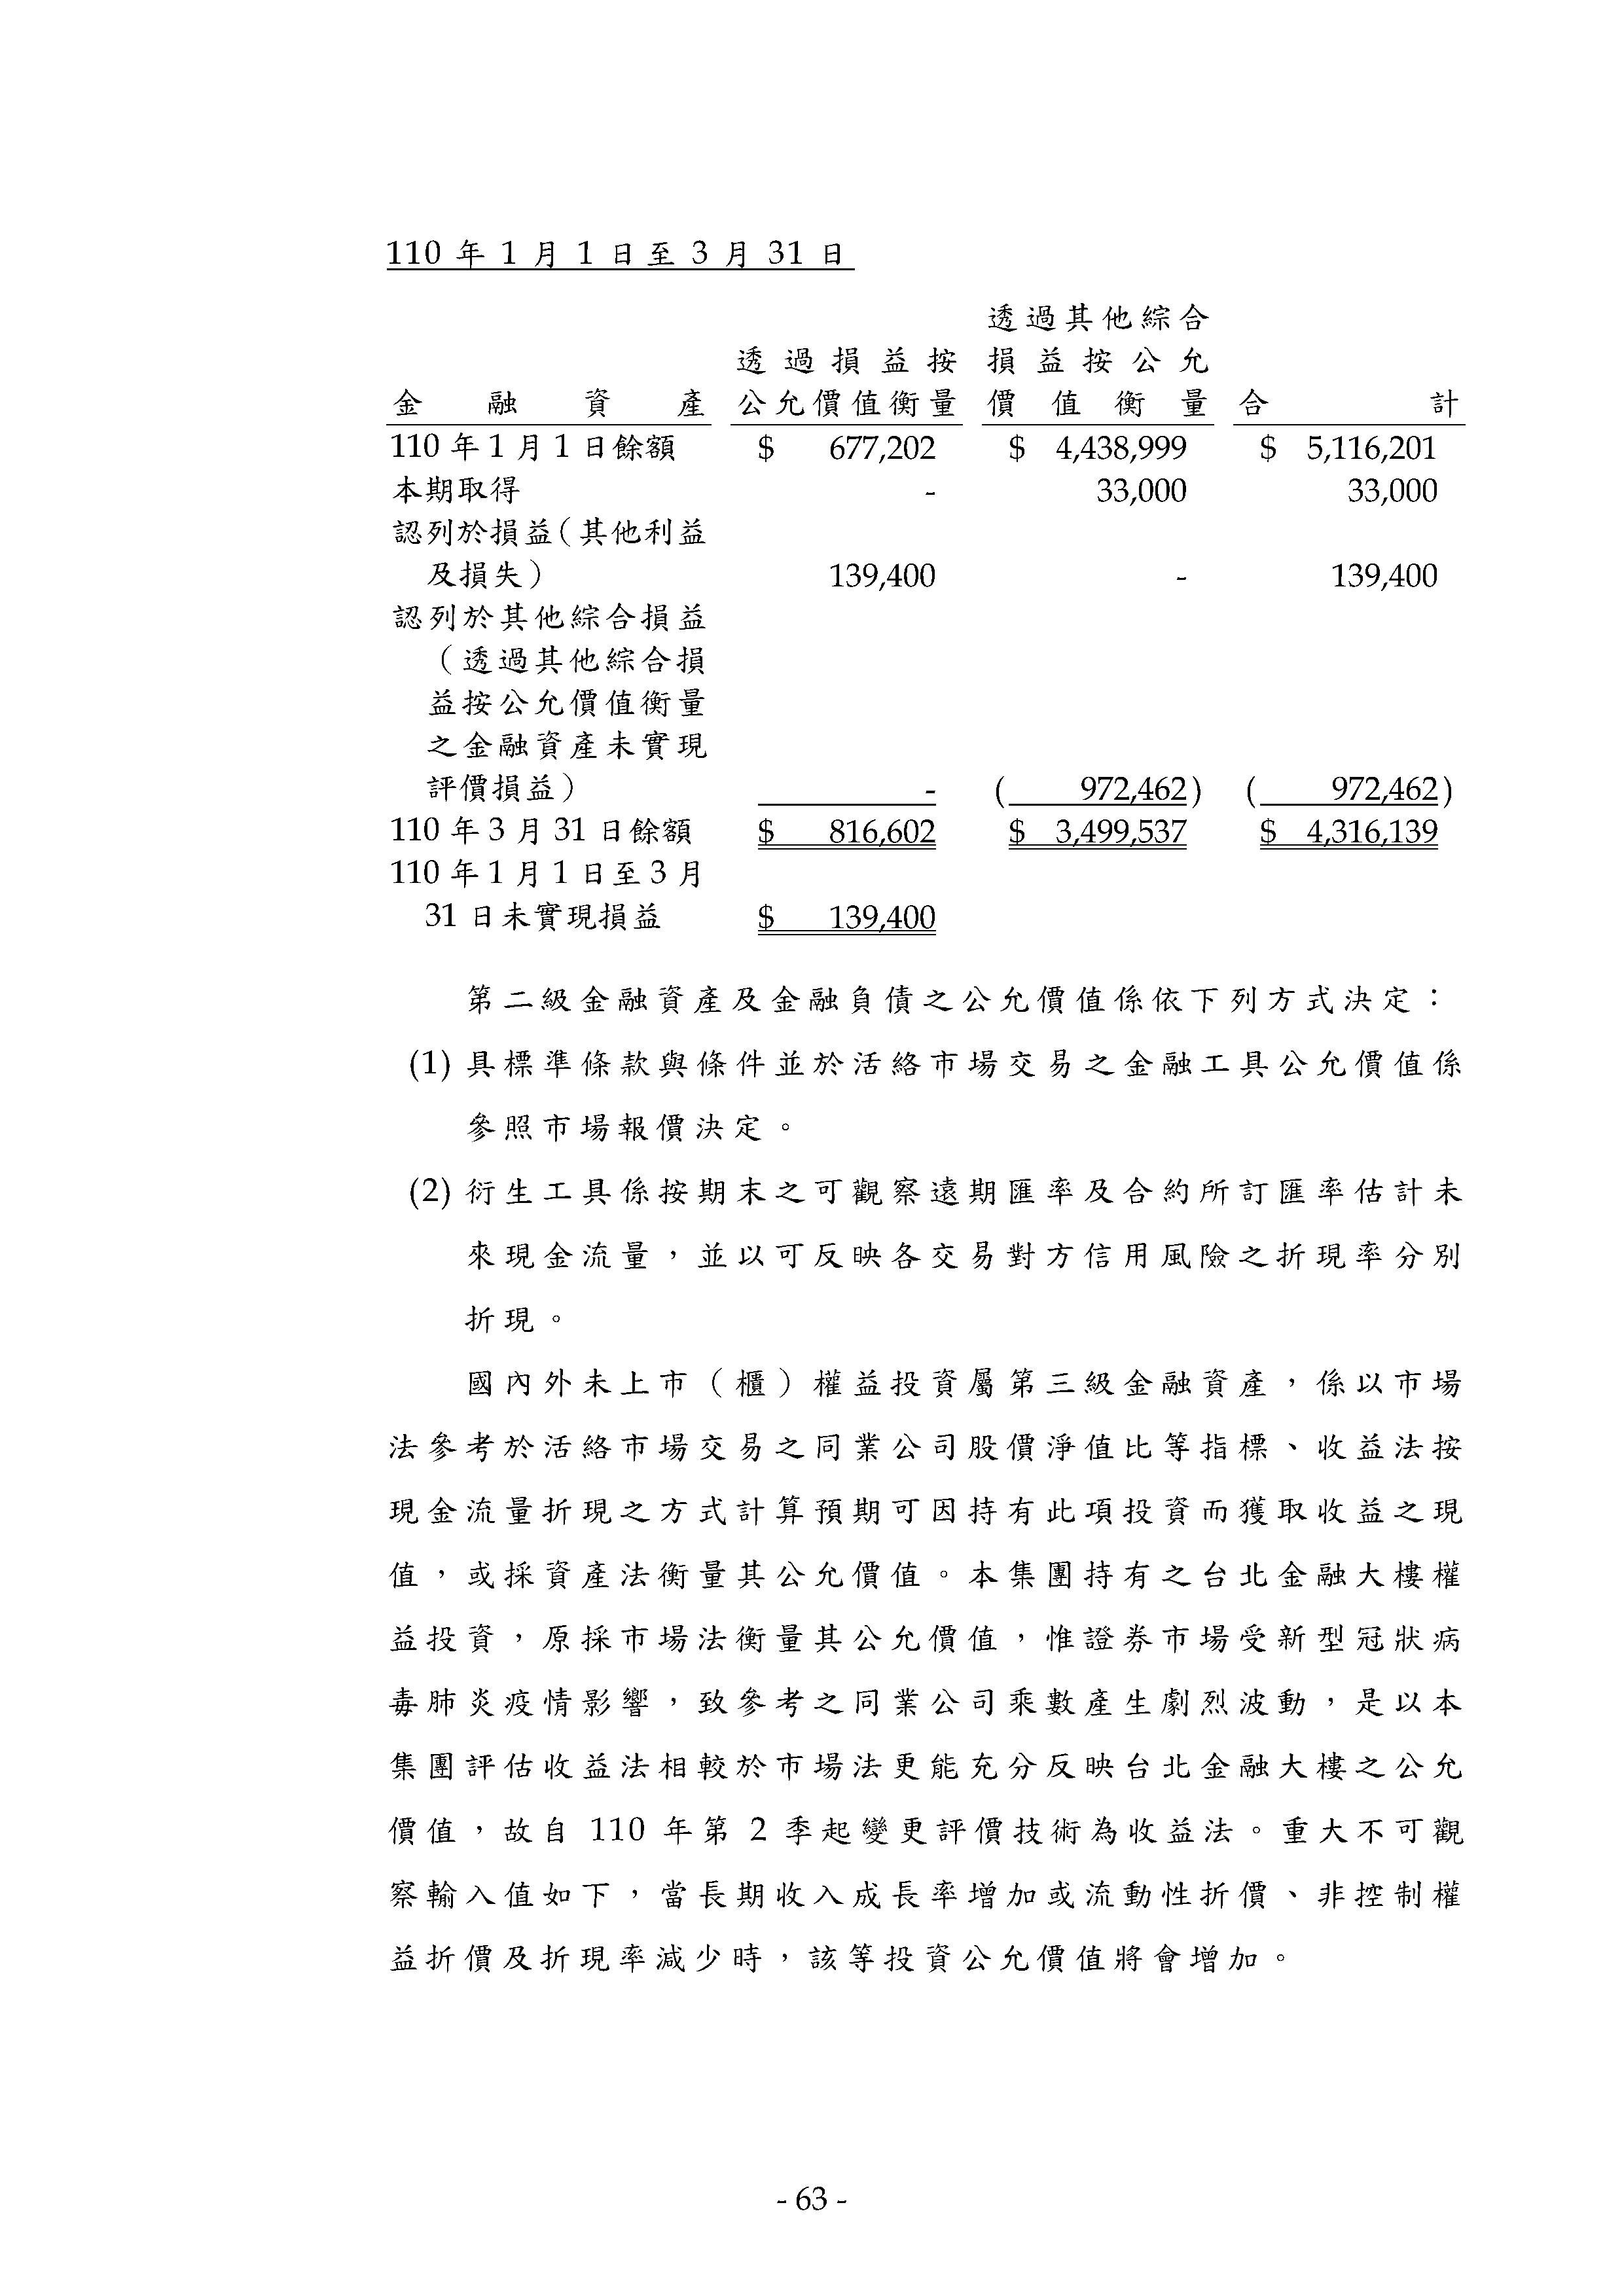 110 年 1 月 1 日至 3 月 31 日
透過其他綜合
透過損益按 損益按公允
金融資產 公允價值衡量 價值衡量 合計
110 年 1 月 1 日餘額 $ 677,202 $ 4,438,999 $ 5,116,201
本期取得 - 33,000 33,000
認列於損益（其他利益
及損失） 139,400 - 139,400
認列於其他綜合損益
（透過其他綜合損
益按公允價值衡量
之金融資產未實現
評價損益） - ( 972,462) ( 972,462)
110 年 3 月 31 日餘額 $ 816,602 $ 3,499,537 $ 4,316,139
110 年 1 月 1 日至 3 月
31 日未實現損益 $ 139,400
第二級金融資產及金融負債之公允價值係依下列方式決定：
(1) 具標準條款與條件並於活絡市場交易之金融工具公允價值係
參照市場報價決定。
(2) 衍生工具係按期末之可觀察遠期匯率及合約所訂匯率估計未
來現金流量，並以可反映各交易對方信用風險之折現率分別
折現。
國內外未上市（櫃）權益投資屬第三級金融資產，係以市場
法參考於活絡市場交易之同業公司股價淨值比等指標、收益法按
現金流量折現之方式計算預期可因持有此項投資而獲取收益之現
值，或採資產法衡量其公允價值。本集團持有之台北金融大樓權
益投資，原採市場法衡量其公允價值，惟證券市場受新型冠狀病
毒肺炎疫情影響，致參考之同業公司乘數產生劇烈波動，是以本
集團評估收益法相較於市場法更能充分反映台北金融大樓之公允
價值，故自 110 年第 2 季起變更評價技術為收益法。重大不可觀
察輸入值如下，當長期收入成長率增加或流動性折價、非控制權
益折價及折現率減少時，該等投資公允價值將會增加。
- 63 -